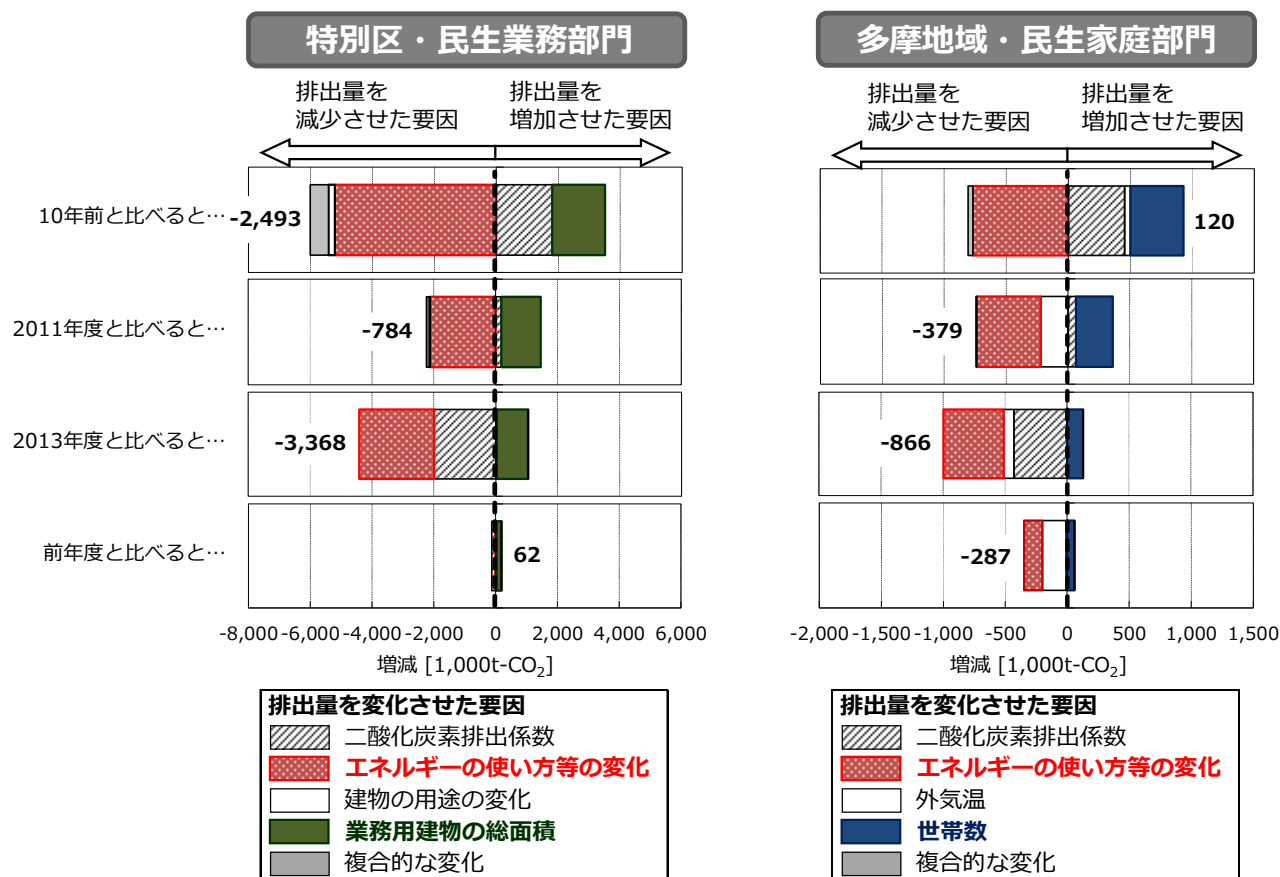 特別区・民生業務部門
排出量を
減少させた要因
排出量を
増加させた要因
10年前と比べると…
-2,493
2011年度と比べると…
-784
2013年度と比べると…
-3,368
前年度と比べると…
62
-8,000 -6,000 -4,000 -2,000 0 2,000 4,000 6,000
増減 [1,000t-CO₂]
排出量を変化させた要因
二酸化炭素排出係数
エネルギーの使い方等の変化
建物の用途の変化
業務用建物の総面積
複合的な変化
多摩地域・民生家庭部門
排出量を
減少させた要因
排出量を
増加させた要因
120
-379
-866
-287
-2,000 -1,500 -1,000 -500 0 500 1,000 1,500
増減 [1,000t-CO₂]
排出量を変化させた要因
二酸化炭素排出係数
エネルギーの使い方等の変化
外気温
世帯数
複合的な変化